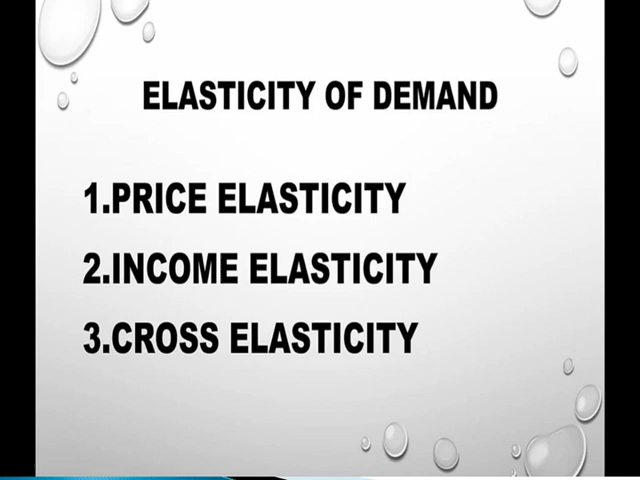 ELASTICITY OF DEMAND
1.PRICE ELASTICITY
2.INCOME ELASTICITY
3.CROSS ELASTICITY